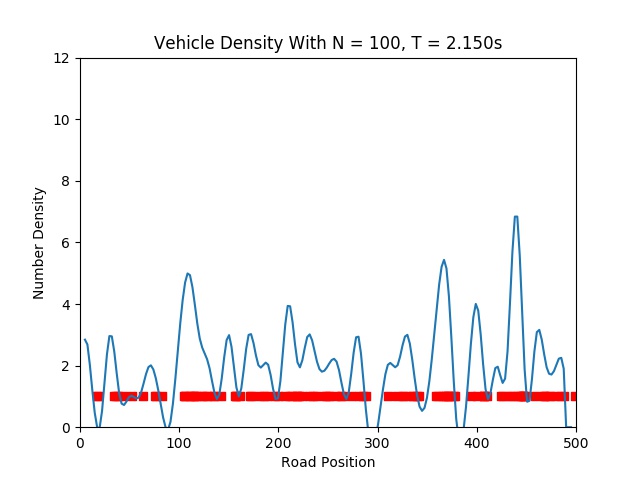 Vehicle Density With N = 100, T = 2.150s
12
10
8
6
4
2
0
Number Density
0 100 200 300 400 500
Road Position